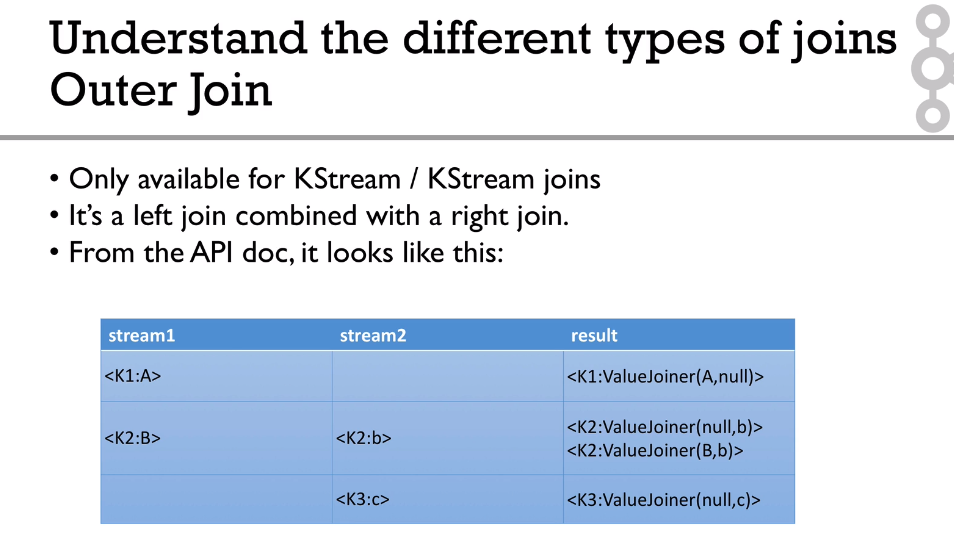 Understand the different types of joins
Outer Join
• Only available for KStream / KStream joins
• It’s a left join combined with a right join.
• From the API doc, it looks like this:
stream1 stream2 result
<K1:A> <K1:ValueJoiner(A,null)>
<K2:B> <K2:b> <K2:ValueJoiner(null,b)>
<K2:ValueJoiner(B,b)>
<K3:c> <K3:ValueJoiner(null,c)>